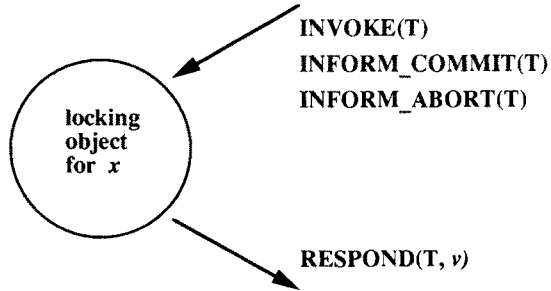 INVOKE(T)
INFORM_COMMIT(T)
INFORM_ABORT(T)
locking
object
for x
RESPOND(T, v)